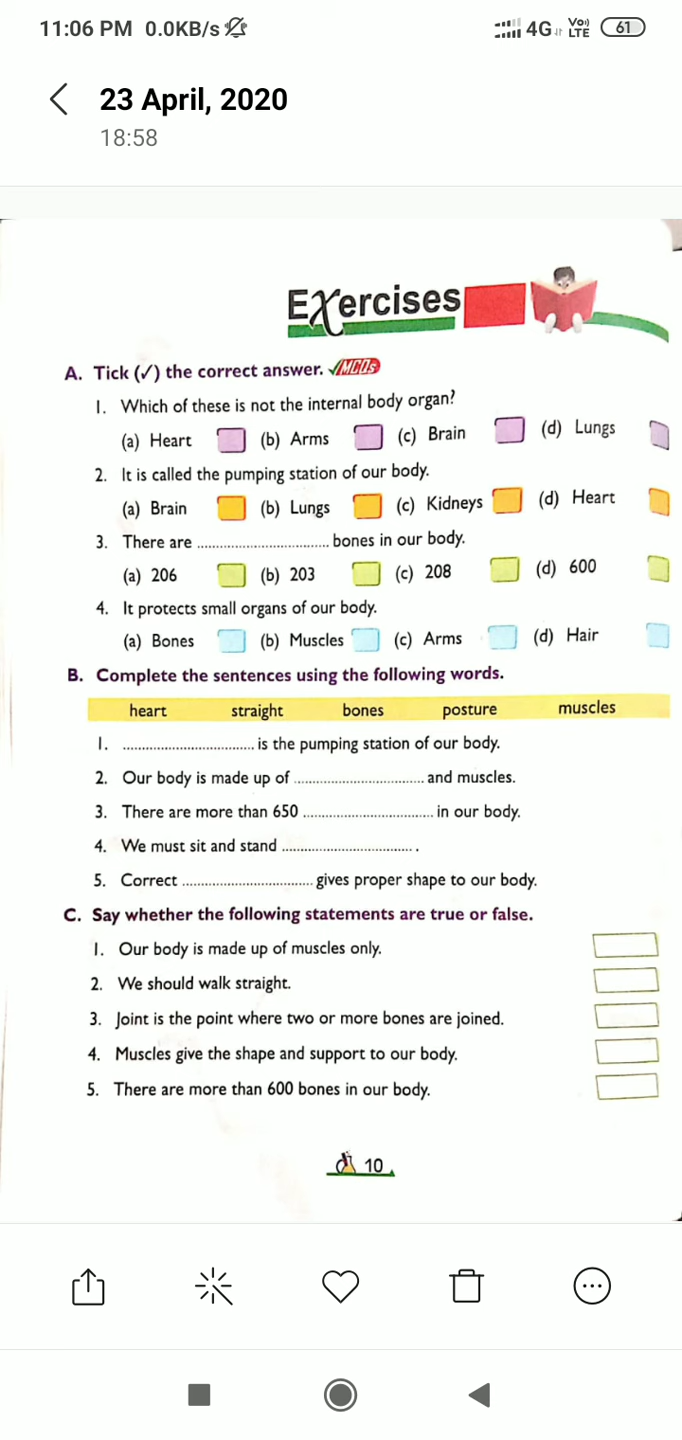 11:06 PM 0.0KB/s 4G Vo)) LTE 61
23 April, 2020
18:58
Exercises
A. Tick (✓) the correct answer. MCQs
1. Which of these is not the internal body organ?
(a) Heart (b) Arms (c) Brain (d) Lungs
2. It is called the pumping station of our body.
(a) Brain (b) Lungs (c) Kidneys (d) Heart
3. There are .................................. bones in our body.
(a) 206 (b) 203 (c) 208 (d) 600
4. It protects small organs of our body.
(a) Bones (b) Muscles (c) Arms (d) Hair
B. Complete the sentences using the following words.
heart straight bones posture muscles
1. .................................. is the pumping station of our body.
2. Our body is made up of .................................. and muscles.
3. There are more than 650 .................................. in our body.
4. We must sit and stand .................................. .
5. Correct .................................. gives proper shape to our body.
C. Say whether the following statements are true or false.
1. Our body is made up of muscles only.
2. We should walk straight.
3. Joint is the point where two or more bones are joined.
4. Muscles give the shape and support to our body.
5. There are more than 600 bones in our body.
10